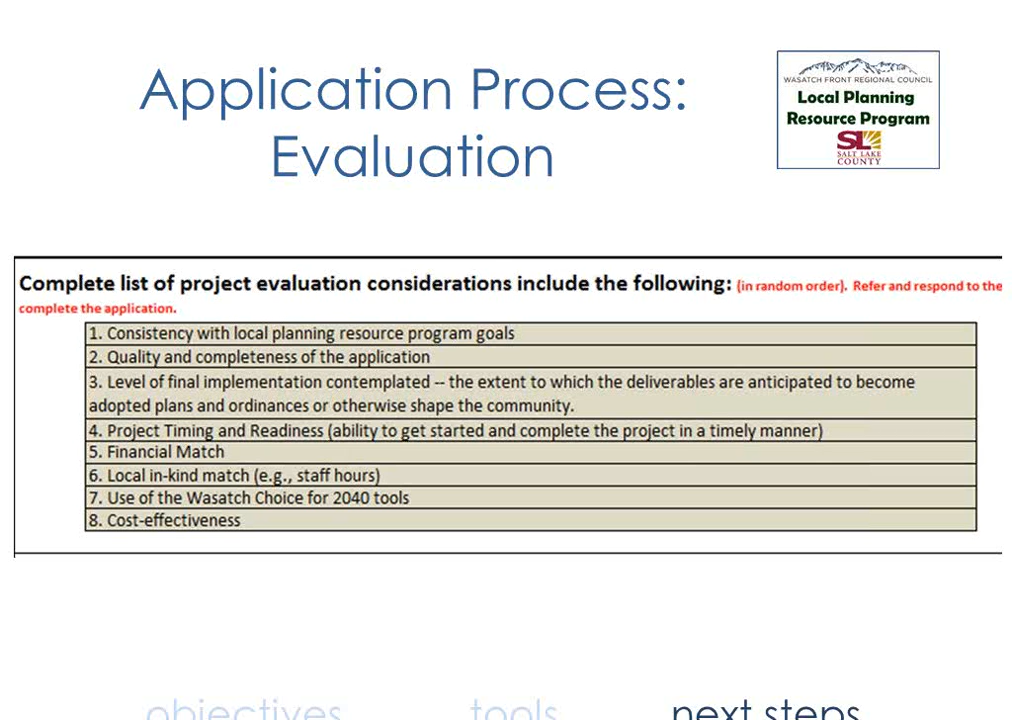 Application Process:
Evaluation
WASATCH FRONT REGIONAL COUNCIL
Local Planning
Resource Program
SL
SALT LAKE
COUNTY
Complete list of project evaluation considerations include the following: (in random order). Refer and respond to the
complete the application.
1. Consistency with local planning resource program goals
2. Quality and completeness of the application
3. Level of final implementation contemplated -- the extent to which the deliverables are anticipated to become
adopted plans and ordinances or otherwise shape the community.
4. Project Timing and Readiness (ability to get started and complete the project in a timely manner)
5. Financial Match
6. Local in-kind match (e.g., staff hours)
7. Use of the Wasatch Choice for 2040 tools
8. Cost-effectiveness
objectives tools next steps